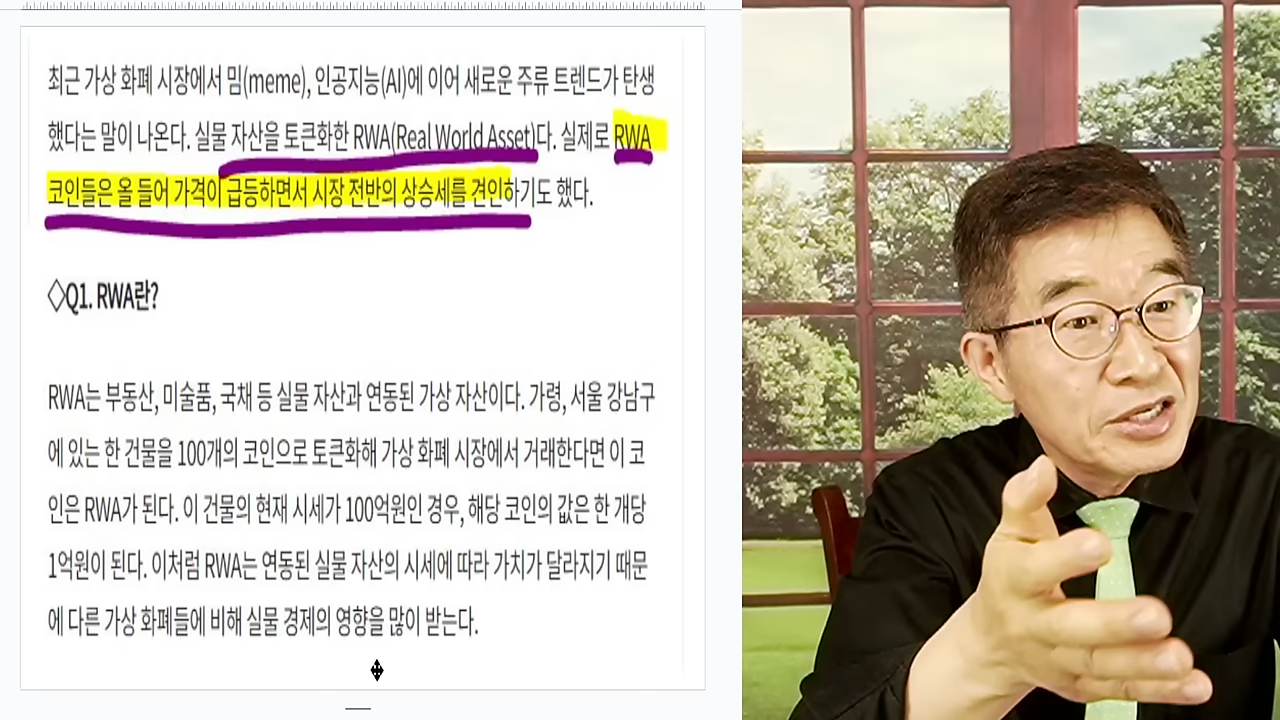 최근 가상 화폐 시장에서 밈(meme), 인공지능(AI)에 이어 새로운 주류 트렌드가 탄생
했다는 말이 나온다. 실물 자산을 토큰화한 RWA(Real World Asset)다. 실제로 RWA
코인들은 올 들어 가격이 급등하면서 시장 전반의 상승세를 견인하기도 했다.
◇Q1. RWA란?
RWA는 부동산, 미술품, 국채 등 실물 자산과 연동된 가상 자산이다. 가령, 서울 강남구
에 있는 한 건물을 100개의 코인으로 토큰화해 가상 화폐 시장에서 거래한다면 이 코
인은 RWA가 된다. 이 건물의 현재 시세가 100억원인 경우, 해당 코인의 값은 한 개당
1억원이 된다. 이처럼 RWA는 연동된 실물 자산의 시세에 따라 가치가 달라지기 때문
에 다른 가상 화폐들에 비해 실물 경제의 영향을 많이 받는다.